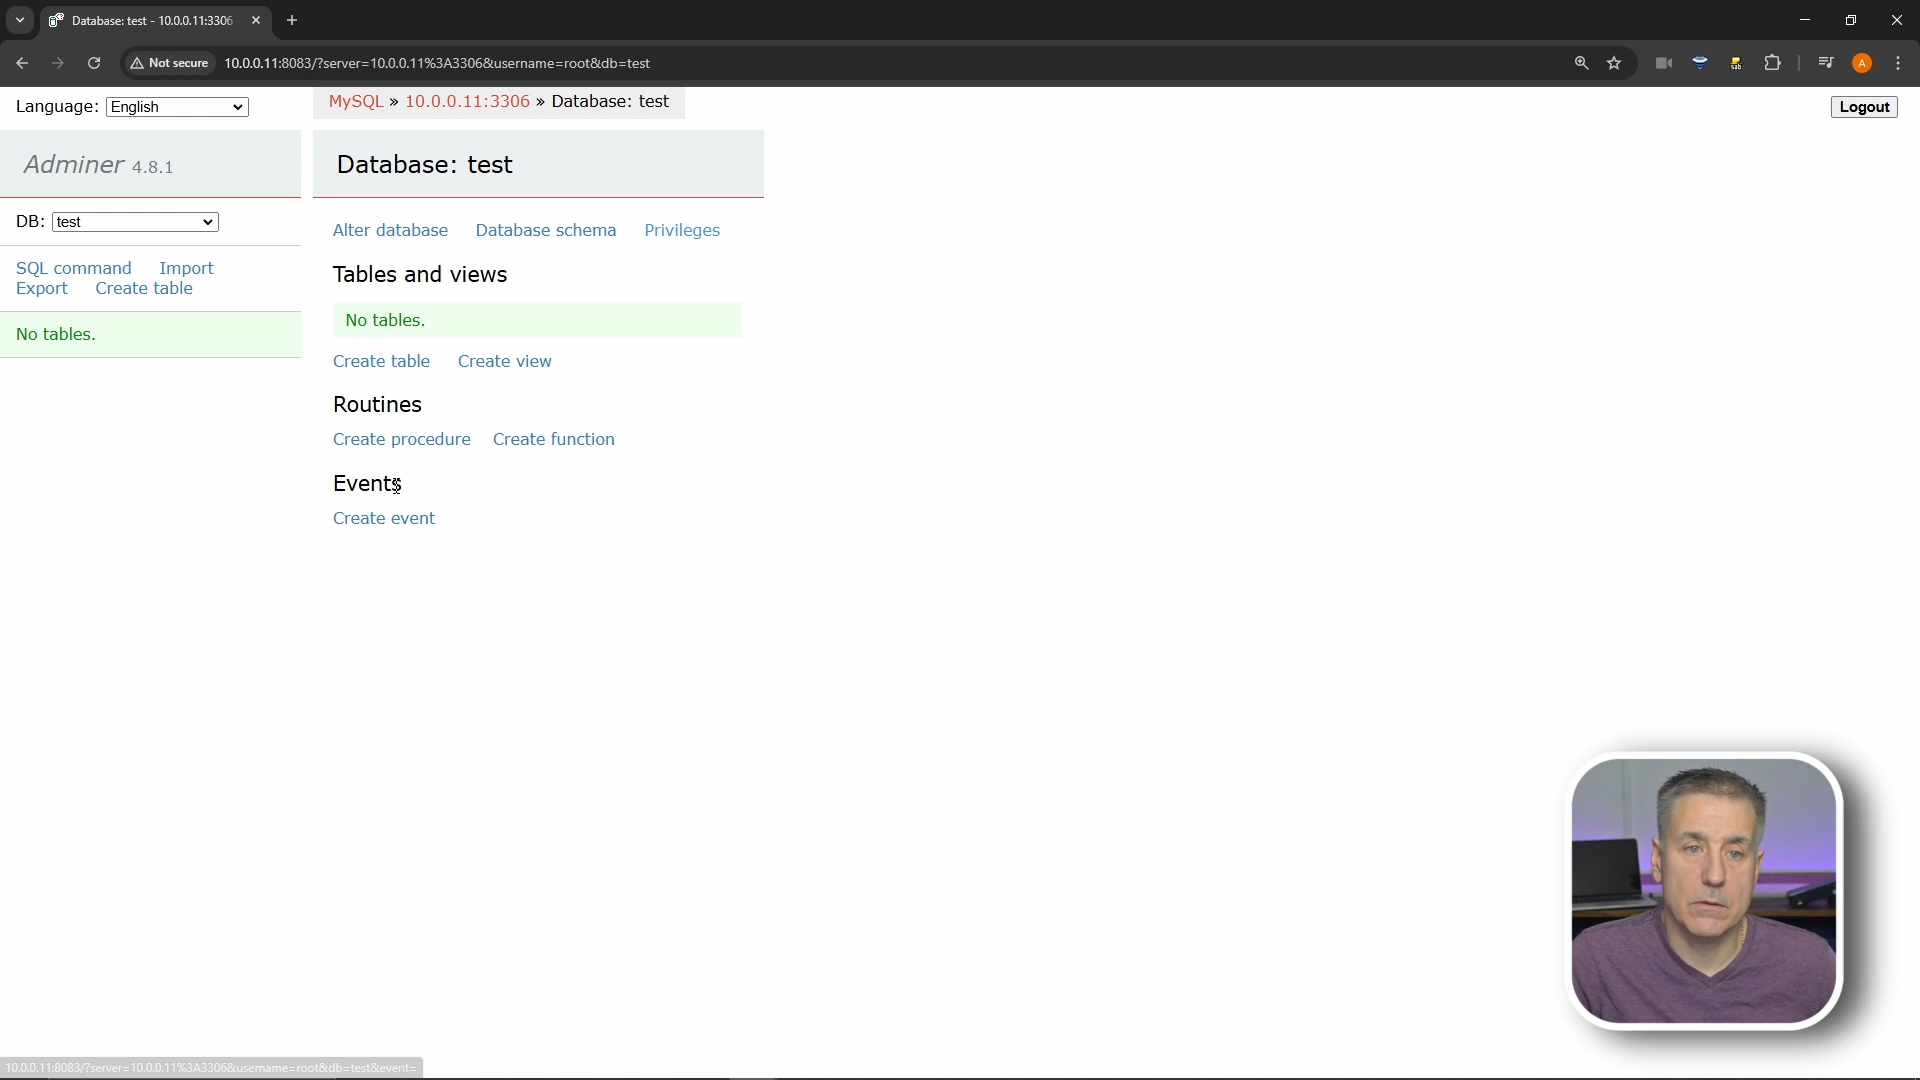 Database: test - 10.0.0.11:3306
Not secure
10.0.0.11:8083/?server=10.0.0.11%3A3306&username=root&db=test
A
Language: English
MySQL » 10.0.0.11:3306 » Database: test
Logout
Adminer 4.8.1
Database: test
DB: test
Alter database Database schema Privileges
SQL command Import
Export Create table
No tables.
Tables and views
No tables.
Create table Create view
Routines
Create procedure Create function
Events
Create event
10.0.0.11:8083/?server=10.0.0.11%3A3306&username=root&db=test&event=